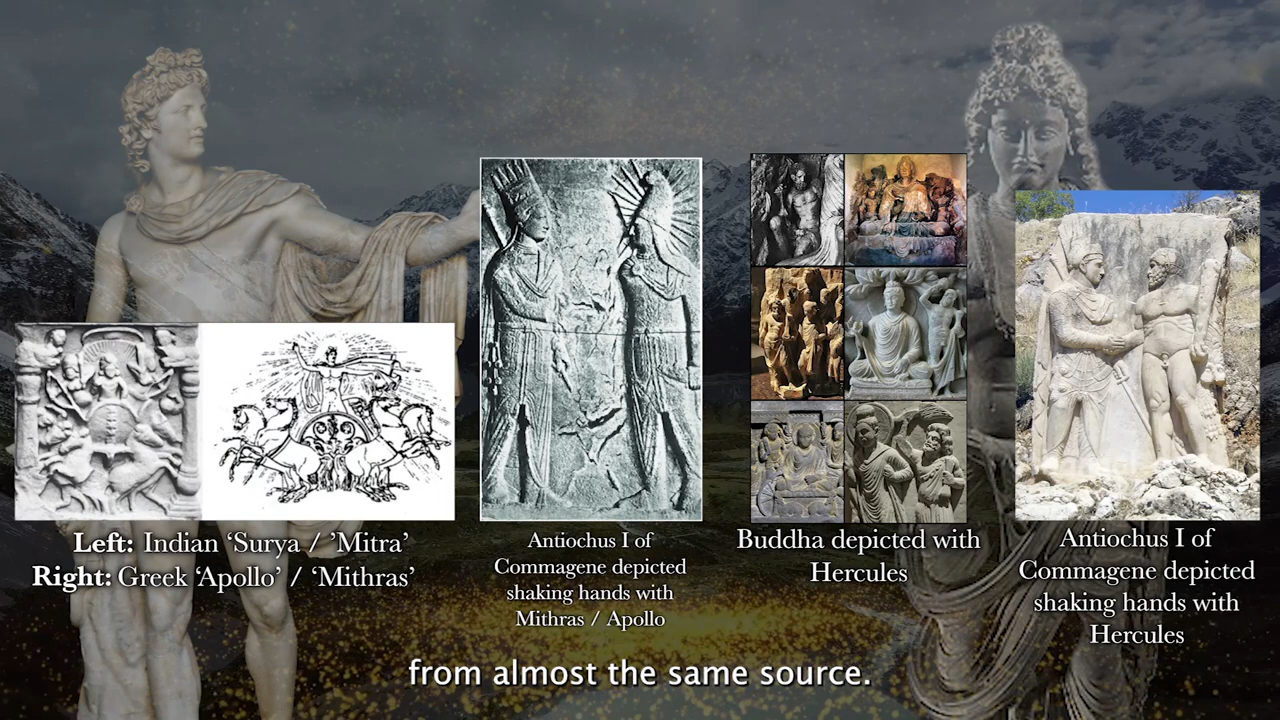 Left: Indian ‘Surya / ’Mitra’
Right: Greek ‘Apollo’ / ‘Mithras’
Antiochus I of
Commagene depicted
shaking hands with
Mithras / Apollo
Buddha depicted with
Hercules
Antiochus I of
Commagene depicted
shaking hands with
Hercules
from almost the same source.